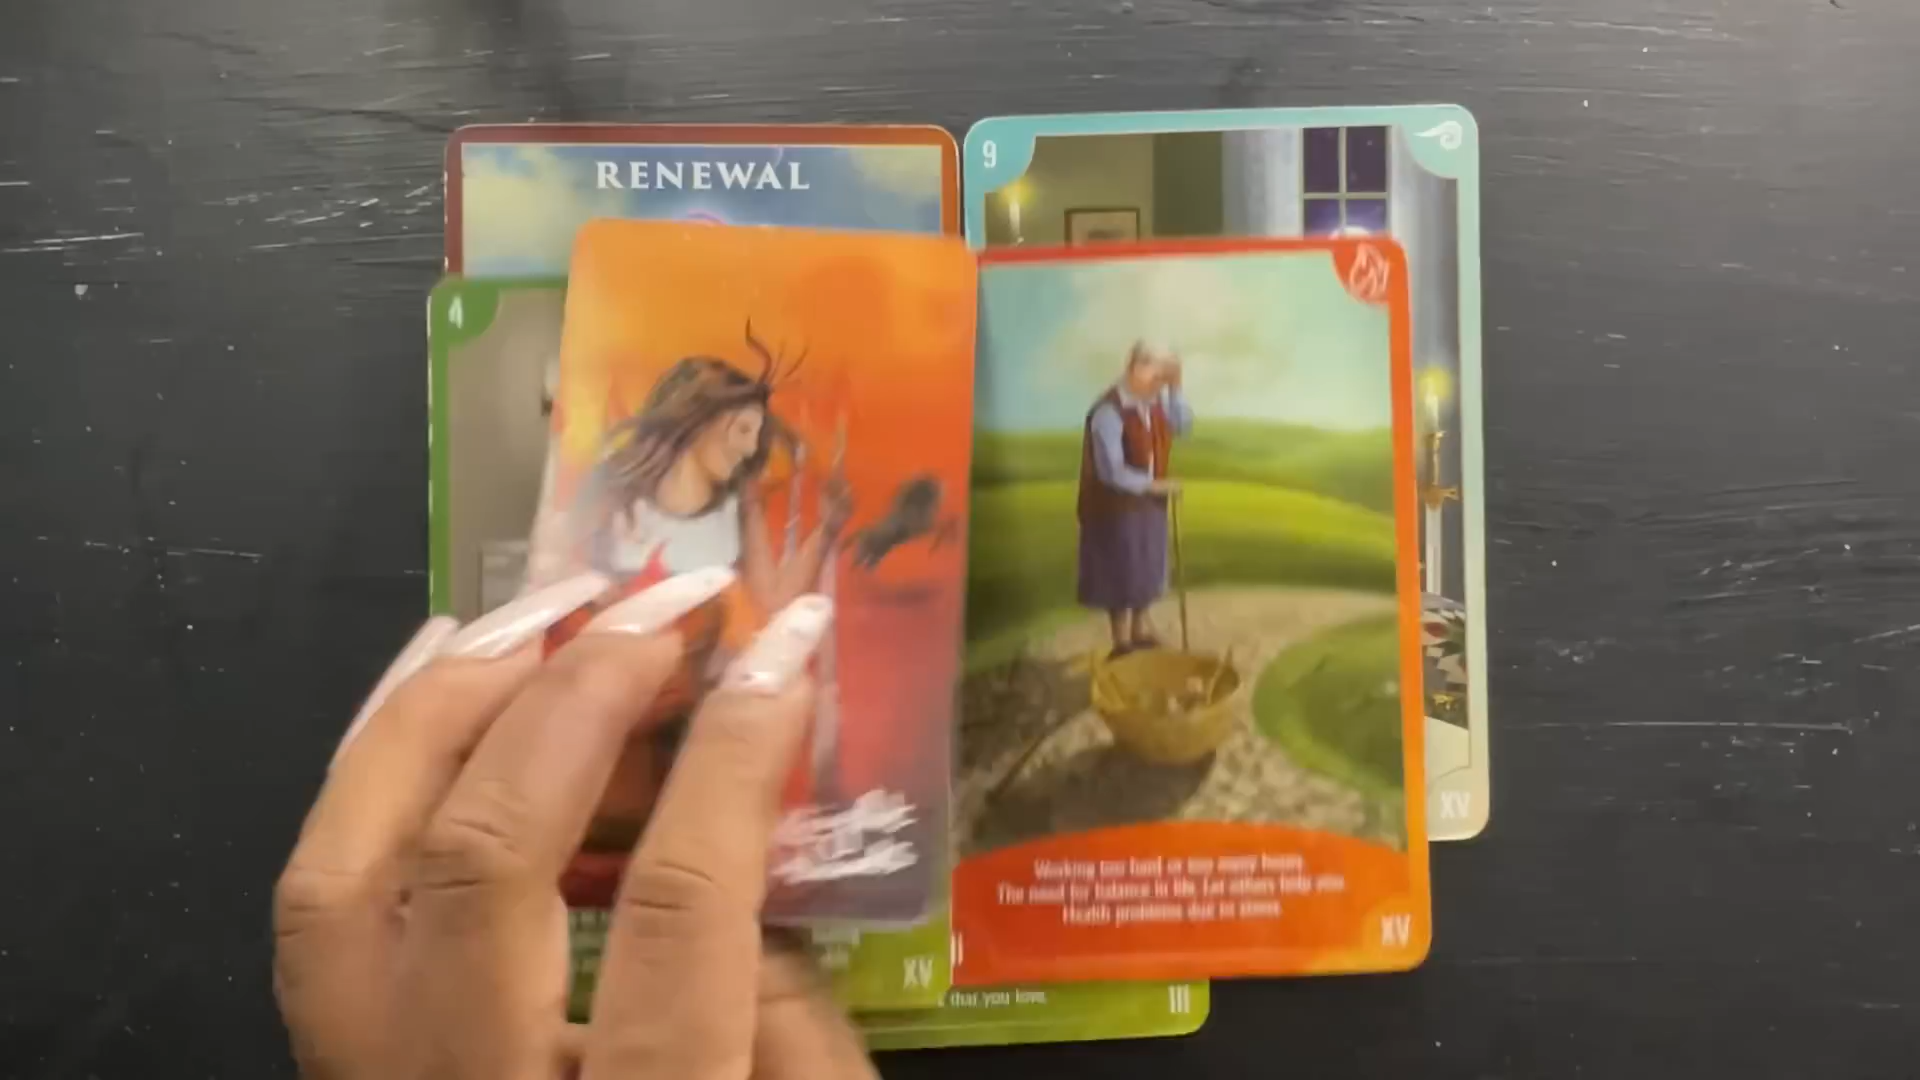 RENEWAL
9
4
XV
Working too hard or too many hours.
The need for balance in life. Let others help you.
Health problems due to stress.
XV
XV
that you love.
III